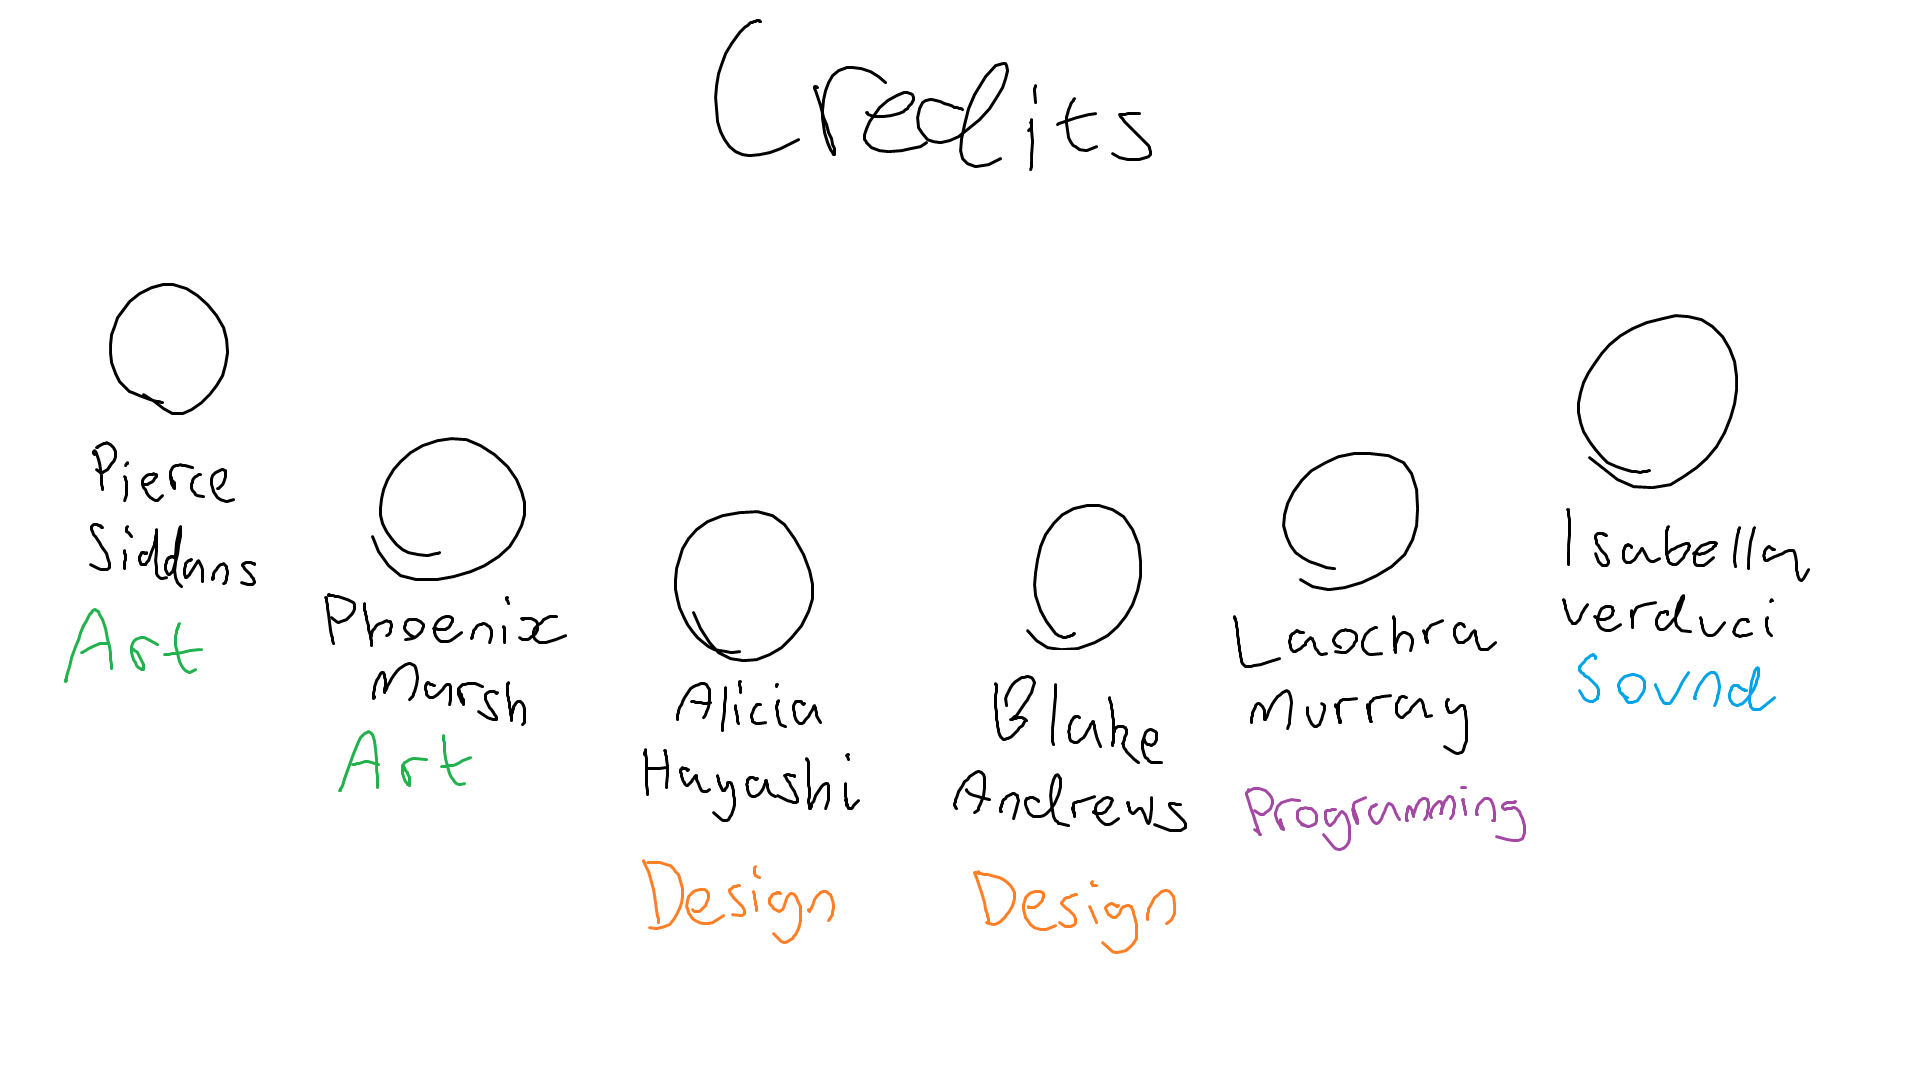 Credits
Pierce
Siddans
Art
Phoenix
Marsh
Art
Alicia
Hayashi
Design
Blake
Andrews
Design
Laochra
Murray
Programming
Isabella
verduci
Sound